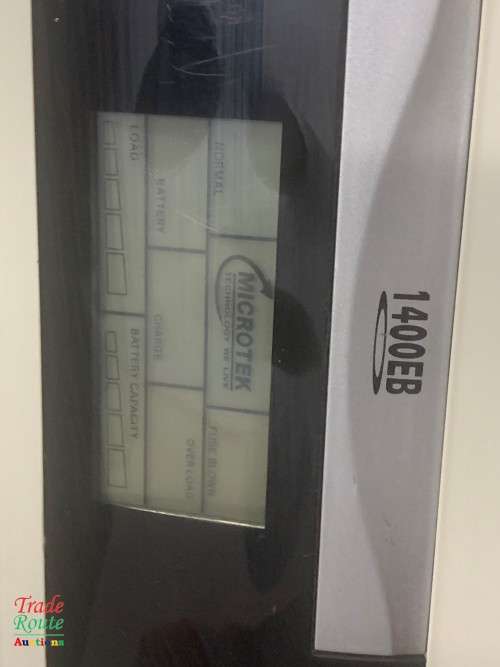 NORMAL
MICROTEK
TECHNOLOGY WE LIVE
FUSE BLOWN
BATTERY
CHARGE
OVER LOAD
LOAD
BATTERY CAPACITY
1400EB
Trade
Route
Auctions